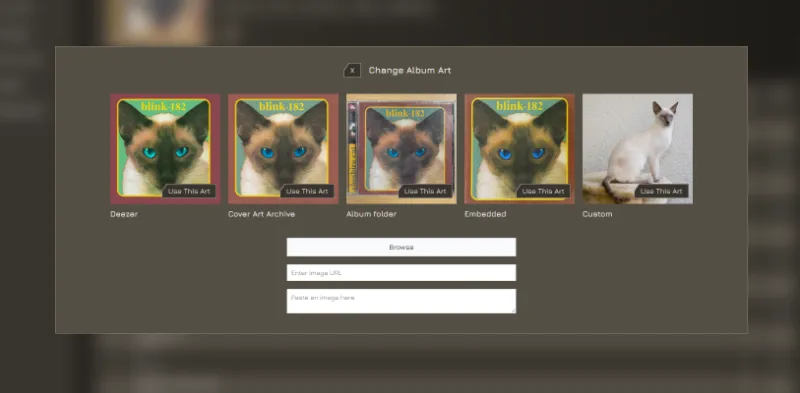 X Change Album Art
blink-182
blink-182
blink-182
blink-182
Use This Art
Use This Art
Use This Art
Use This Art
Use This Art
Deezer
Cover Art Archive
Album folder
Embedded
Custom
Browse
Enter Image URL
Paste an image here